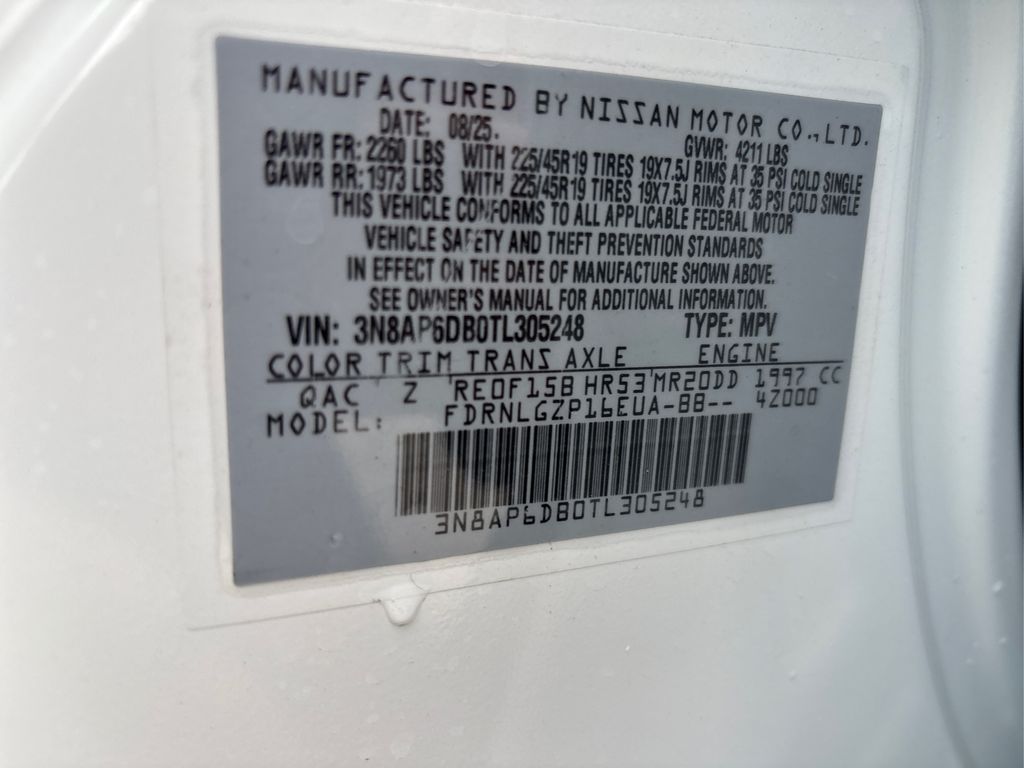 MANUFACTURED BY NISSAN MOTOR CO.,LTD.
DATE: 08/25. GVWR: 4211 LBS
GAWR FR: 2260 LBS WITH 225/45R19 TIRES 19X7.5J RIMS AT 35 PSI COLD SINGLE
GAWR RR: 1973 LBS WITH 225/45R19 TIRES 19X7.5J RIMS AT 35 PSI COLD SINGLE
THIS VEHICLE CONFORMS TO ALL APPLICABLE FEDERAL MOTOR
VEHICLE SAFETY AND THEFT PREVENTION STANDARDS
IN EFFECT ON THE DATE OF MANUFACTURE SHOWN ABOVE.
SEE OWNER'S MANUAL FOR ADDITIONAL INFORMATION.
VIN: 3N8AP6DB0TL305248 TYPE: MPV
COLOR TRIM TRANS AXLE ENGINE
QAC Z RE0F15B HR53 MR20DD 1997 CC
MODEL: FDRNLGZP16EUA-BB-- 4Z000
3N8AP6DB0TL305248